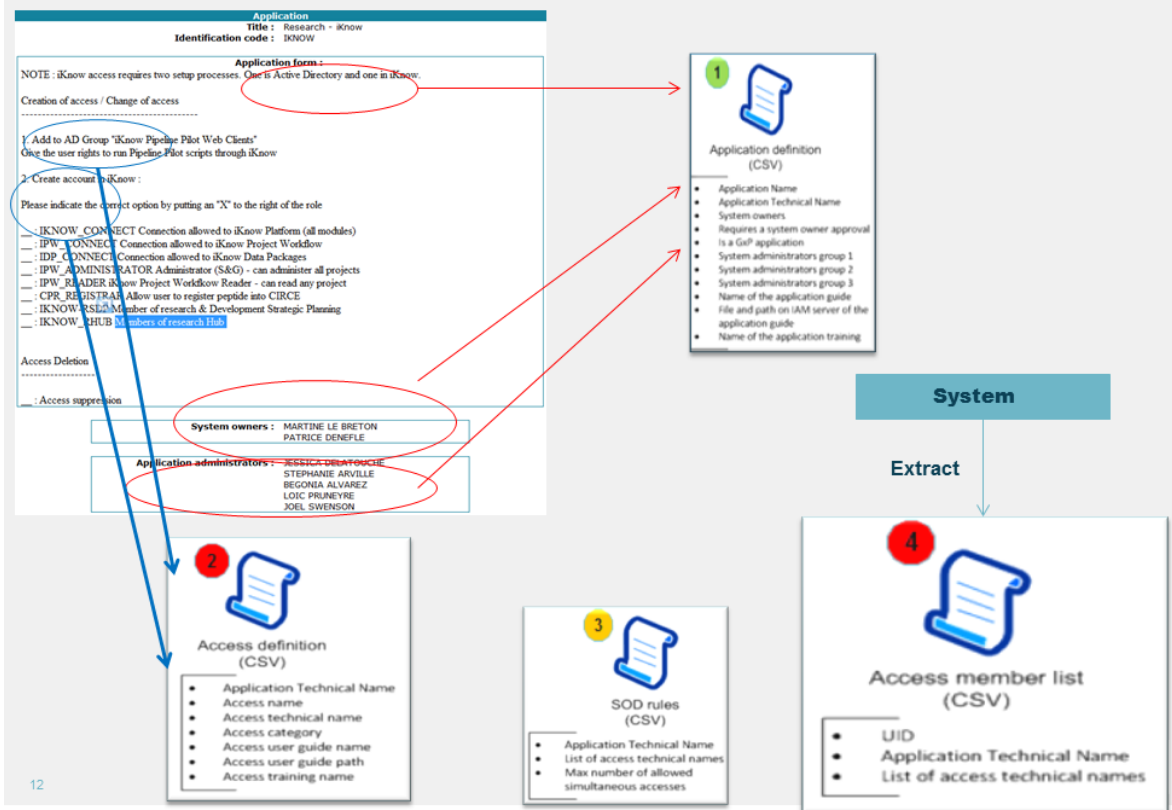 Application
Title : Research - iKnow
Identification code : IKNOW
Application form :
NOTE : iKnow access requires two setup processes. One is Active Directory and one in iKnow.
Creation of access / Change of access
----------------------------------------
1. Add to AD Group "iKnow Pipeline Pilot Web Clients"
Give the user rights to run Pipeline Pilot scripts through iKnow
2. Create account in iKnow :
Please indicate the correct option by putting an "X" to the right of the role
__ : IKNOW_CONNECT Connection allowed to iKnow Platform (all modules)
__ : IPW_CONNECT Connection allowed to iKnow Project Workflow
__ : IDP_CONNECT Connection allowed to iKnow Data Packages
__ : IPW_ADMINISTRATOR Administrator (S&G) - can administer all projects
__ : IPW_READER iKnow Project Workfkow Reader - can read any project
__ : CPR_REGISTRAR Allow user to register peptide into CIRCE
__ : Member of research & Development Strategic Planning
__ : IKNOW_RHUB Members of research Hub
Access Deletion
------------------
__ : Access suppression
System owners : MARTINE LE BRETON
PATRICE DENEFLE
Application administrators : JESSICA DELATOUCHE
STEPHANIE ARVILLE
BEGONIA ALVAREZ
LOIC PRUNEYRE
JOEL SWENSON
1
Application definition
(CSV)
• Application Name
• Application Technical Name
• System owners
• Requires a system owner approval
• Is a GxP application
• System administrators group 1
• System administrators group 2
• System administrators group 3
• Name of the application guide
• File and path on IAM server of the
application guide
• Name of the application training
System
Extract
2
Access definition
(CSV)
• Application Technical Name
• Access name
• Access technical name
• Access category
• Access user guide name
• Access user guide path
• Access training name
3
SOD rules
(CSV)
• Application Technical Name
• List of access technical names
• Max number of allowed
simultaneous accesses
4
Access member list
(CSV)
• UID
• Application Technical Name
• List of access technical names
12